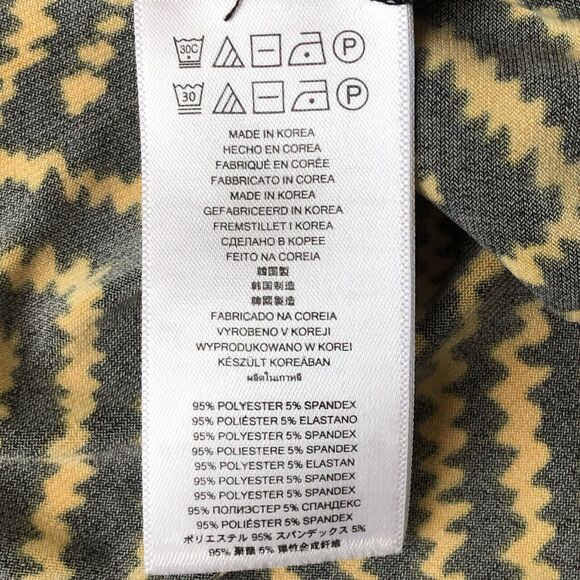 30C P
30 P
MADE IN KOREA
HECHO EN COREA
FABRIQUÉ EN CORÉE
FABBRICATO IN COREA
MADE IN KOREA
GEFABRICEERD IN KOREA
FREMSTILLET I KOREA
СДЕЛАНО В КОРЕЕ
FEITO NA COREIA
韓国製
韩国制造
韓國製造
FABRICADO NA COREIA
VYROBENO V KOREJI
WYPRODUKOWANO W KOREI
KÉSZÜLT KOREÁBAN
ผลิตในเกาหลี
95% POLYESTER 5% SPANDEX
95% POLIÉSTER 5% ELASTANO
95% POLYESTER 5% SPANDEX
95% POLIESTERE 5% SPANDEX
95% POLYESTER 5% ELASTAN
95% POLYESTER 5% SPANDEX
95% POLYESTER 5% SPANDEX
95% ПОЛИЭСТЕР 5% СПАНДЕКС
95% POLIÉSTER 5% SPANDEX
ポリエステル 95% スパンデックス 5%
95% 聚酯 5% 弹性合成纤维